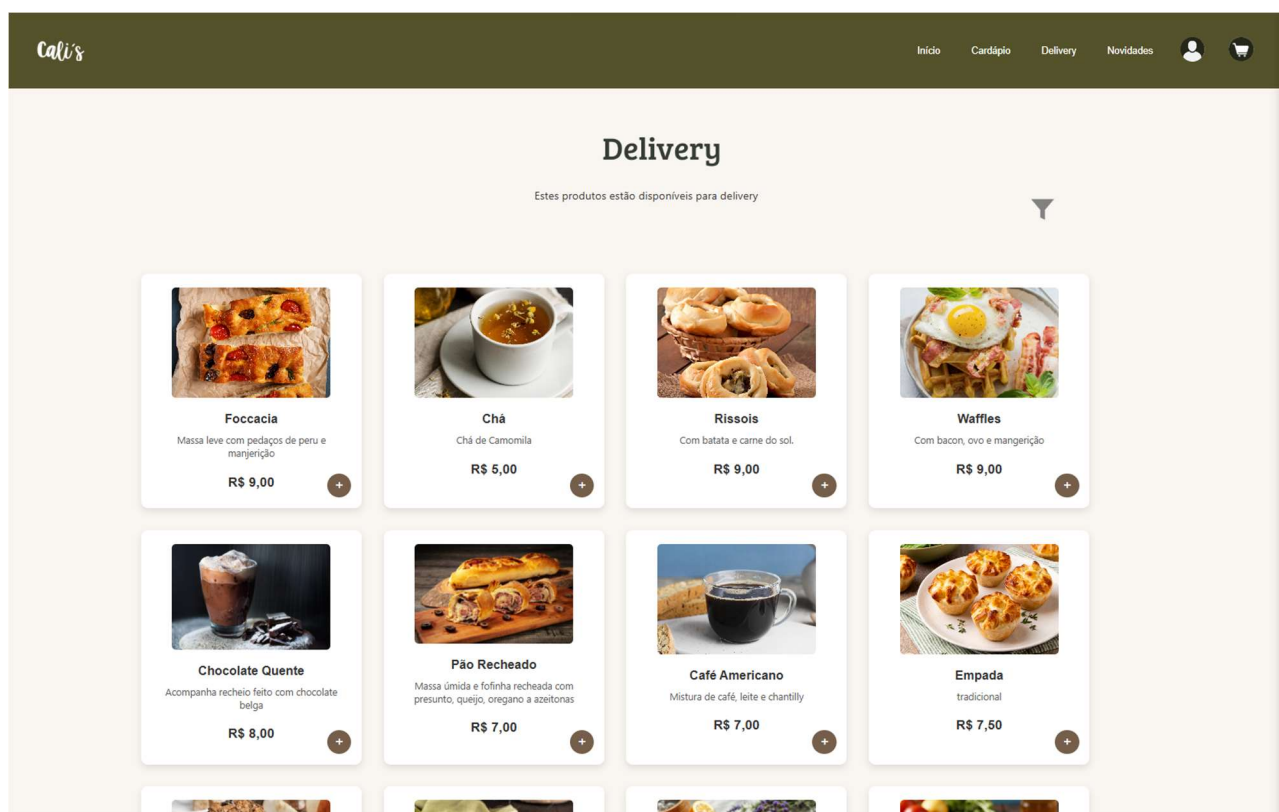 Cali´s
Início Cardápio Delivery Novidades
Delivery
Estes produtos estão disponíveis para delivery
Foccacia
Massa leve com pedaços de peru e
manjerição
R$ 9,00
+
Chá
Chá de Camomila
R$ 5,00
+
Rissois
Com batata e carne do sol.
R$ 9,00
+
Waffles
Com bacon, ovo e mangerição
R$ 9,00
+
Chocolate Quente
Acompanha recheio feito com chocolate
belga
R$ 8,00
+
Pão Recheado
Massa úmida e fofinha recheada com
presunto, queijo, oregano a azeitonas
R$ 7,00
+
Café Americano
Mistura de café, leite e chantilly
R$ 7,00
+
Empada
tradicional
R$ 7,50
+